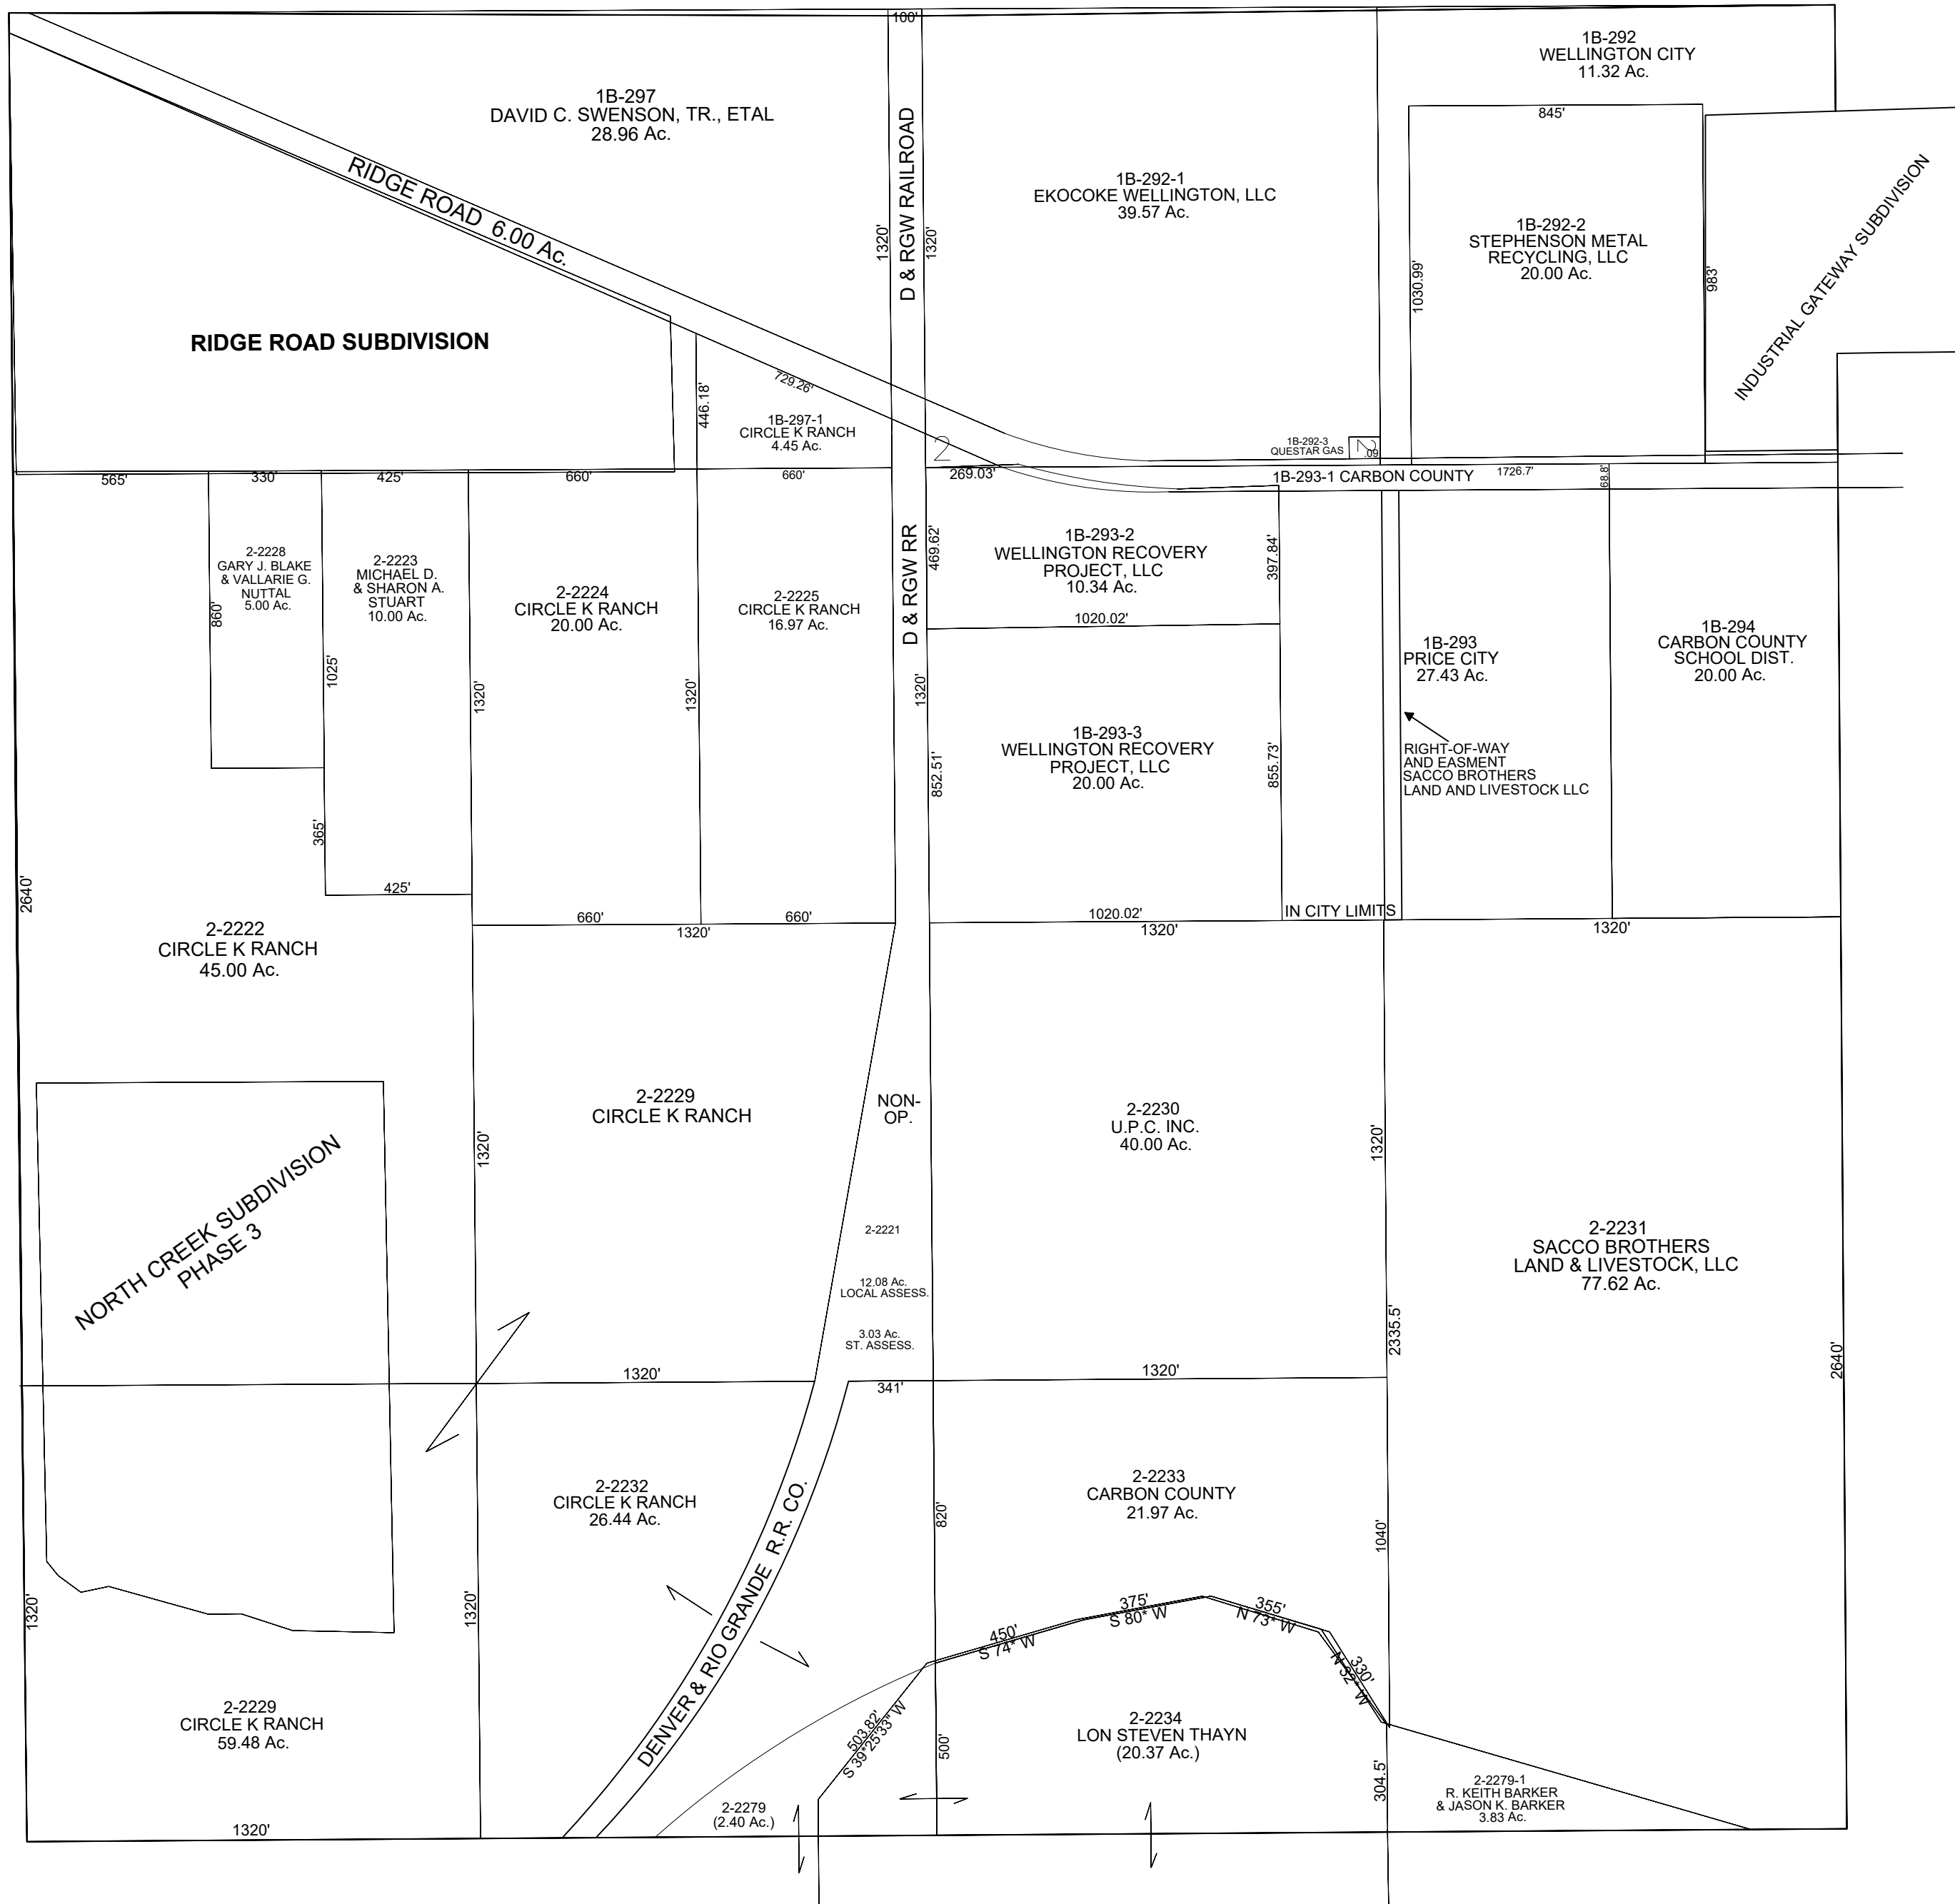 100'
1B-292
WELLINGTON CITY
11.32 Ac.
1B-297
DAVID C. SWENSON, TR., ETAL
28.96 Ac.
845'
RIDGE ROAD 6.00 Ac.
D & RGW RAILROAD
1320'
1320'
1B-292-1
EKOCOKE WELLINGTON, LLC
39.57 Ac.
1B-292-2
STEPHENSON METAL
RECYCLING, LLC
20.00 Ac.
1030.99'
983'
INDUSTRIAL GATEWAY SUBDIVISION
RIDGE ROAD SUBDIVISION
729.26'
446.18'
1B-297-1
CIRCLE K RANCH
4.45 Ac.
2
1B-292-3
QUESTAR GAS
.09
565'
330'
425'
660'
660'
269.03'
1B-293-1 CARBON COUNTY
1726.7'
68.8'
2-2228
GARY J. BLAKE
& VALLARIE G.
NUTTAL
5.00 Ac.
860'
2-2223
MICHAEL D.
& SHARON A.
STUART
10.00 Ac.
1025'
2-2224
CIRCLE K RANCH
20.00 Ac.
1320'
1320'
2-2225
CIRCLE K RANCH
16.97 Ac.
D & RGW RR
1320'
469.62'
1B-293-2
WELLINGTON RECOVERY
PROJECT, LLC
10.34 Ac.
397.84'
1020.02'
1B-293
PRICE CITY
27.43 Ac.
1B-294
CARBON COUNTY
SCHOOL DIST.
20.00 Ac.
1B-293-3
WELLINGTON RECOVERY
PROJECT, LLC
20.00 Ac.
852.51'
855.73'
RIGHT-OF-WAY
AND EASMENT
SACCO BROTHERS
LAND AND LIVESTOCK LLC
365'
425'
2640'
660'
660'
1320'
1020.02'
IN CITY LIMITS
1320'
1320'
2-2222
CIRCLE K RANCH
45.00 Ac.
2-2229
CIRCLE K RANCH
NON-
OP.
2-2230
U.P.C. INC.
40.00 Ac.
1320'
1320'
NORTH CREEK SUBDIVISION
PHASE 3
2-2221
12.08 Ac.
LOCAL ASSESS.
3.03 Ac.
ST. ASSESS.
2-2231
SACCO BROTHERS
LAND & LIVESTOCK, LLC
77.62 Ac.
2335.5'
2640'
1320'
341'
1320'
2-2232
CIRCLE K RANCH
26.44 Ac.
2-2233
CARBON COUNTY
21.97 Ac.
820'
1040'
DENVER & RIO GRANDE R.R. CO.
1320'
1320'
450'
S 74* W
375'
S 80* W
355'
N 73* W
330'
N 32* W
503.82'
S 39*25'33" W
2-2229
CIRCLE K RANCH
59.48 Ac.
500'
2-2234
LON STEVEN THAYN
(20.37 Ac.)
304.5'
2-2279-1
R. KEITH BARKER
& JASON K. BARKER
3.83 Ac.
2-2279
(2.40 Ac.)
1320'